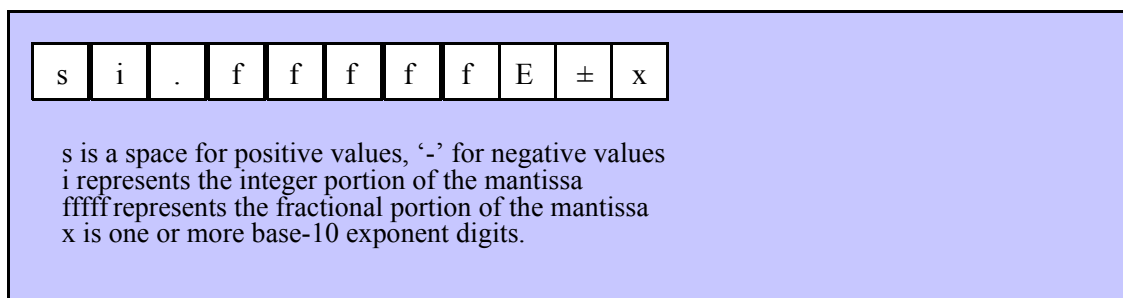 s i . f f f f f E ± x
s is a space for positive values, ‘-’ for negative values
i represents the integer portion of the mantissa
fffff represents the fractional portion of the mantissa
x is one or more base-10 exponent digits.